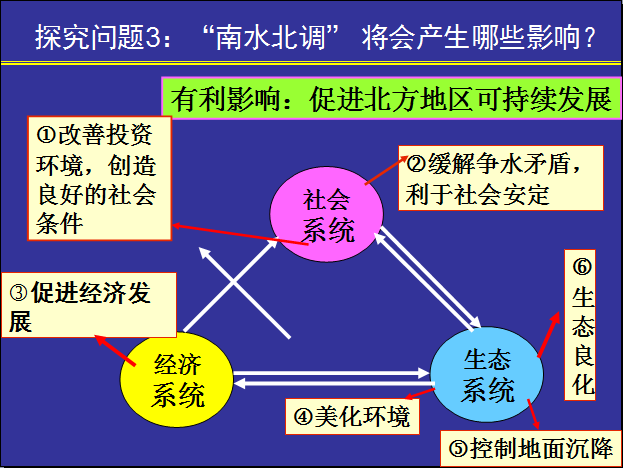 探究问题3：“南水北调” 将会产生哪些影响？
有利影响：促进北方地区可持续发展
①改善投资
环境，创造
良好的社会
条件
②缓解争水矛盾，
利于社会安定
社会
系统
③促进经济发
展
⑥
生
态
良
化
经济
系统
生态
系统
④美化环境
⑤控制地面沉降